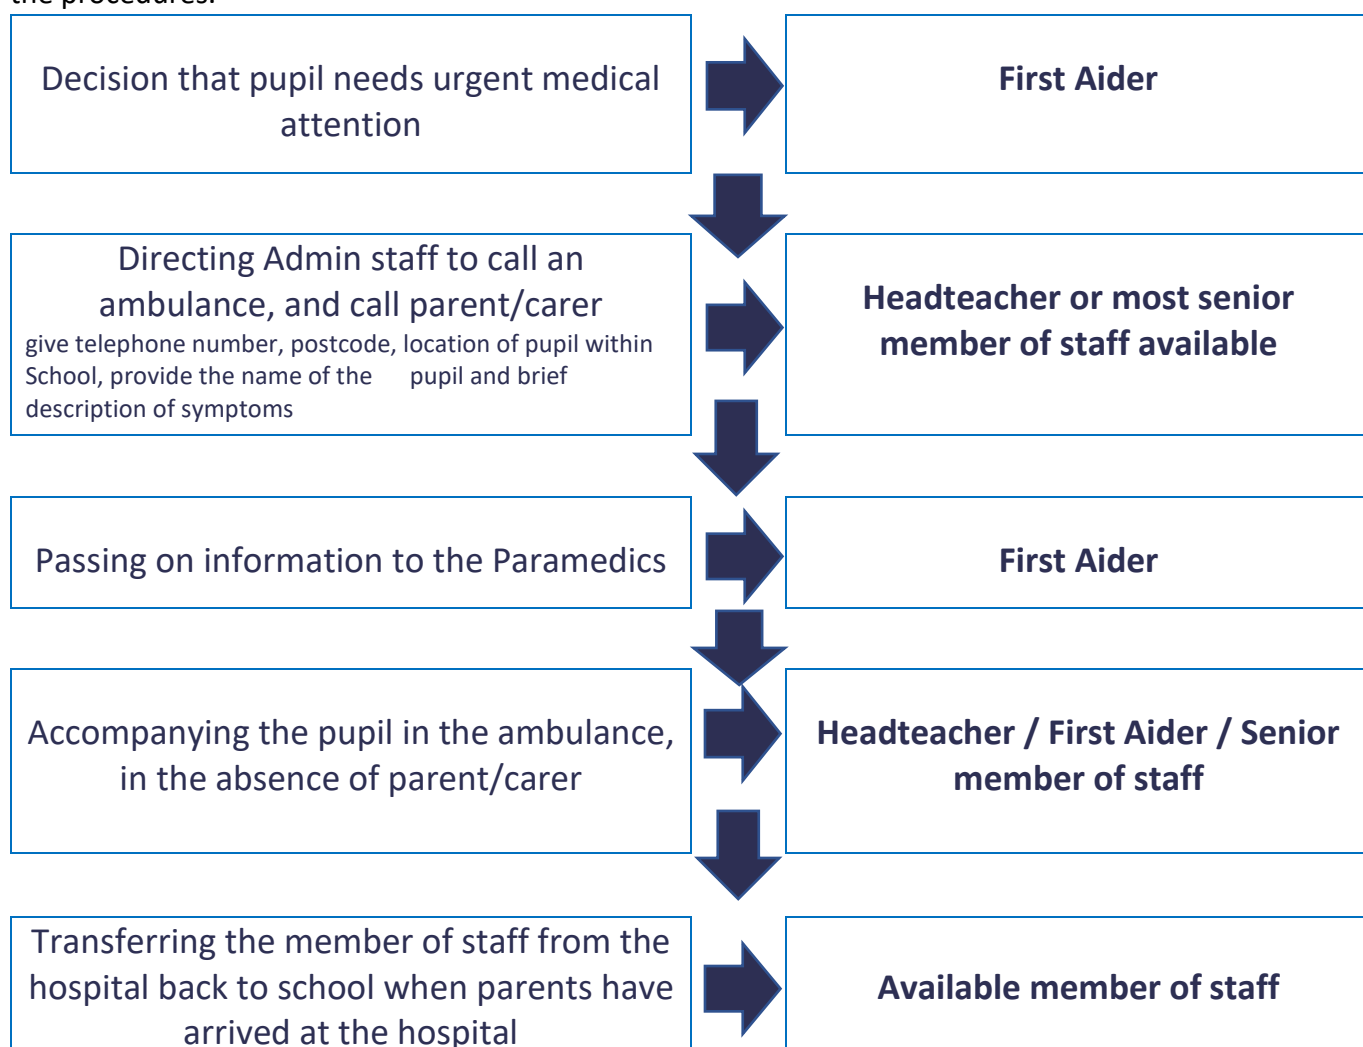 the procedures.
Decision that pupil needs urgent medical
attention
First Aider
Directing Admin staff to call an
ambulance, and call parent/carer
give telephone number, postcode, location of pupil within
School, provide the name of the pupil and brief
description of symptoms
Headteacher or most senior
member of staff available
Passing on information to the Paramedics
First Aider
Accompanying the pupil in the ambulance,
in the absence of parent/carer
Headteacher / First Aider / Senior
member of staff
Transferring the member of staff from the
hospital back to school when parents have
arrived at the hospital
Available member of staff